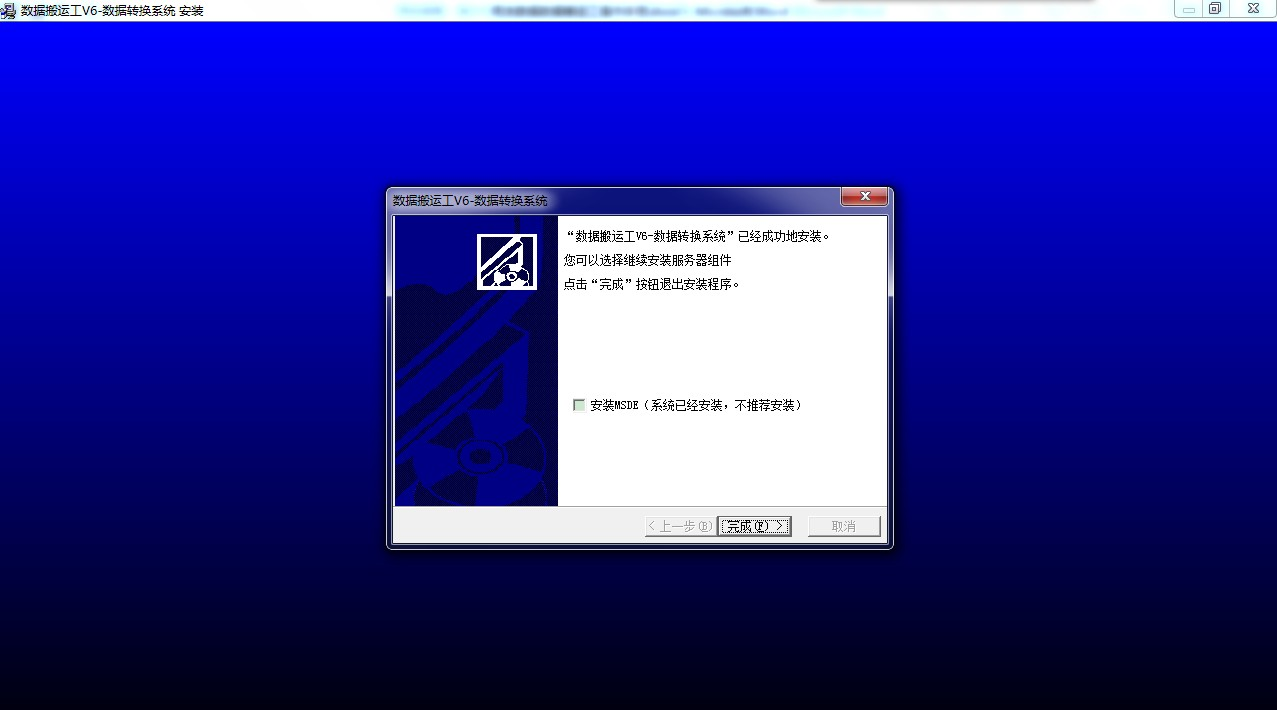 数据搬运工V6-数据转换系统 安装
数据搬运工V6-数据转换系统
“数据搬运工V6-数据转换系统”已经成功地安装。
您可以选择继续安装服务器组件
点击“完成”按钮退出安装程序。
安装MSDE（系统已经安装，不推荐安装）
< 上一步(B) 完成(F) > 取消